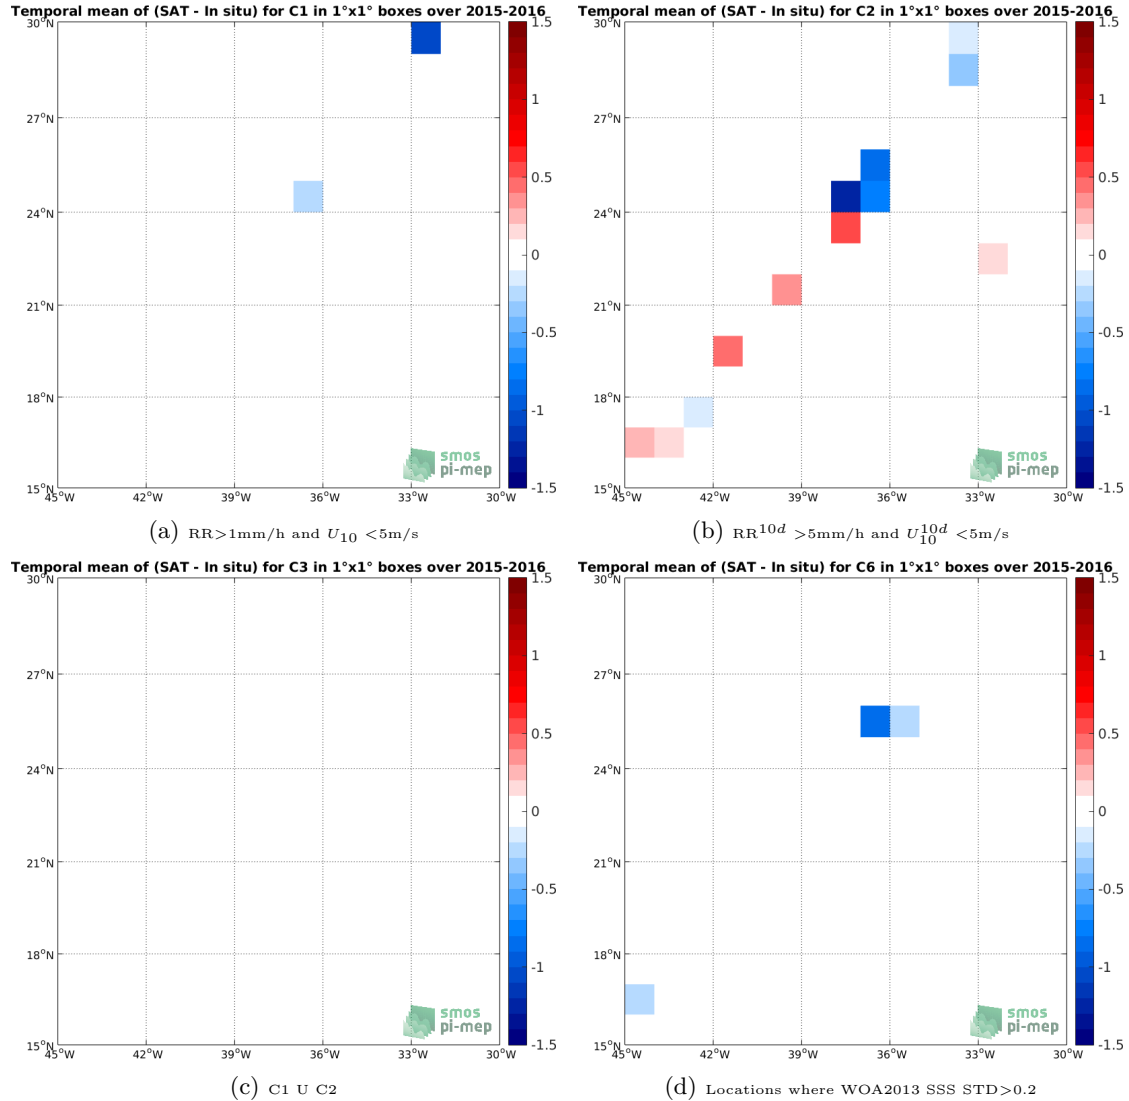 Temporal mean of (SAT - In situ) for C1 in 1°x1° boxes over 2015-2016
30°N
27°N
24°N
21°N
18°N
15°N
45°W 42°W 39°W 36°W 33°W 30°W
1.5
1
0.5
0
-0.5
-1
-1.5
smos
pi-mep
(a) RR>1mm/h and U10 <5m/s
Temporal mean of (SAT - In situ) for C2 in 1°x1° boxes over 2015-2016
30°N
27°N
24°N
21°N
18°N
15°N
45°W 42°W 39°W 36°W 33°W 30°W
1.5
1
0.5
0
-0.5
-1
-1.5
smos
pi-mep
(b) RR10d >5mm/h and U10d10 <5m/s
Temporal mean of (SAT - In situ) for C3 in 1°x1° boxes over 2015-2016
30°N
27°N
24°N
21°N
18°N
15°N
45°W 42°W 39°W 36°W 33°W 30°W
1.5
1
0.5
0
-0.5
-1
-1.5
smos
pi-mep
(c) C1 U C2
Temporal mean of (SAT - In situ) for C6 in 1°x1° boxes over 2015-2016
30°N
27°N
24°N
21°N
18°N
15°N
45°W 42°W 39°W 36°W 33°W 30°W
1.5
1
0.5
0
-0.5
-1
-1.5
smos
pi-mep
(d) Locations where WOA2013 SSS STD>0.2